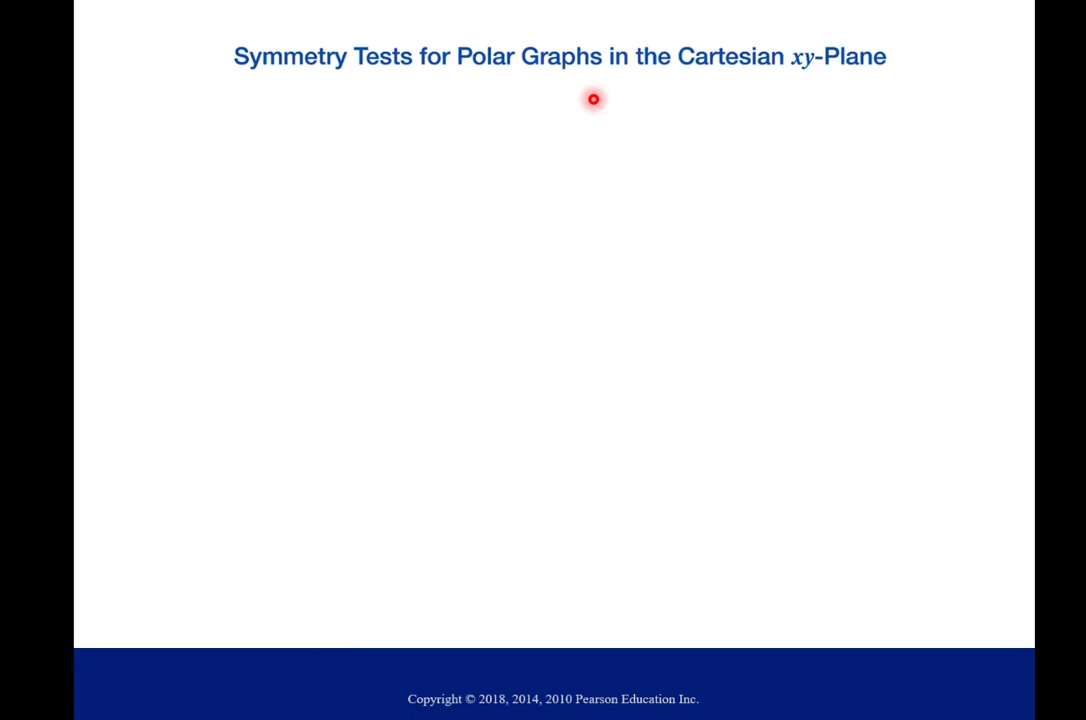 Symmetry Tests for Polar Graphs in the Cartesian xy-Plane
Copyright © 2018, 2014, 2010 Pearson Education Inc.